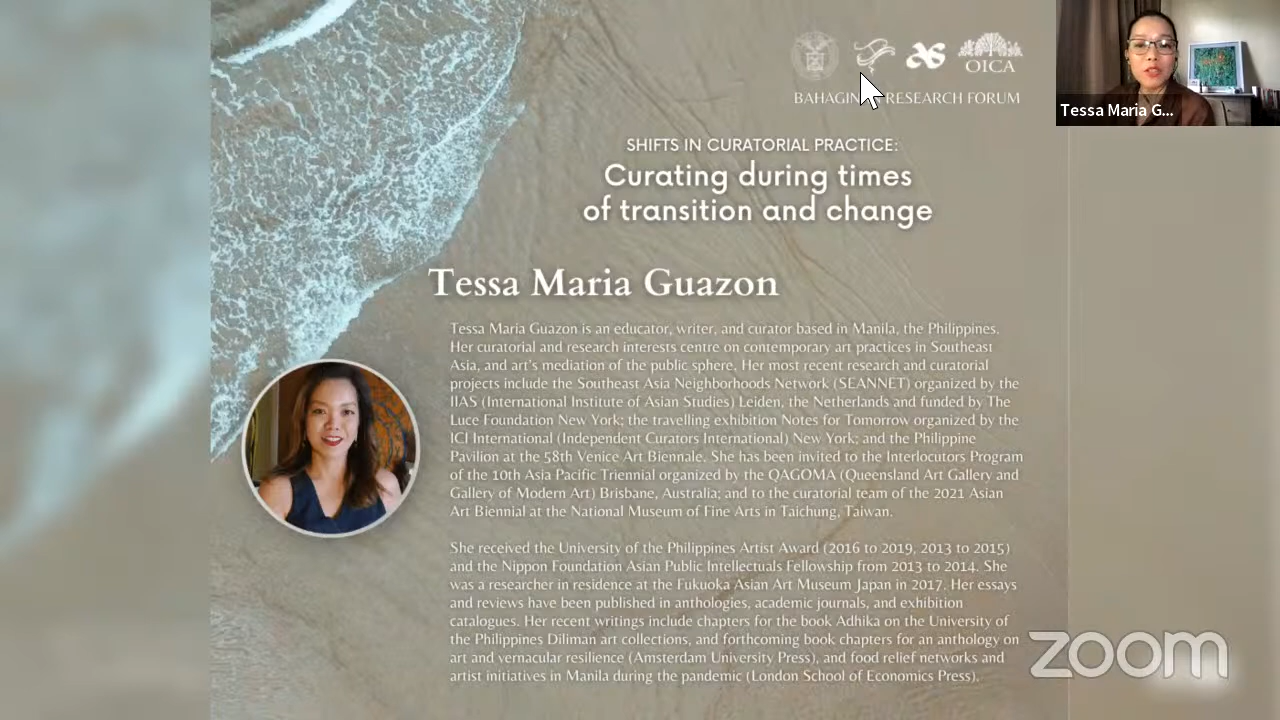 OICA
BAHAGIN RESEARCH FORUM
Tessa Maria G...
SHIFTS IN CURATORIAL PRACTICE:
Curating during times
of transition and change
Tessa Maria Guazon
Tessa Maria Guazon is an educator, writer, and curator based in Manila, the Philippines.
Her curatorial and research interests centre on contemporary art practices in Southeast
Asia, and art's mediation of the public sphere. Her most recent research and curatorial
projects include the Southeast Asia Neighborhoods Network (SEANNET) organized by the
IIAS (International Institute of Asian Studies) Leiden, the Netherlands and funded by The
Luce Foundation New York; the travelling exhibition Notes for Tomorrow organized by the
ICI International (Independent Curators International) New York; and the Philippine
Pavilion at the 58th Venice Art Biennale. She has been invited to the Interlocutors Program
of the 10th Asia Pacific Triennial organized by the QAGOMA (Queensland Art Gallery and
Gallery of Modern Art) Brisbane, Australia; and to the curatorial team of the 2021 Asian
Art Biennial at the National Museum of Fine Arts in Taichung, Taiwan.
She received the University of the Philippines Artist Award (2016 to 2019, 2013 to 2015)
and the Nippon Foundation Asian Public Intellectuals Fellowship from 2013 to 2014. She
was a researcher in residence at the Fukuoka Asian Art Museum Japan in 2017. Her essays
and reviews have been published in anthologies, academic journals, and exhibition
catalogues. Her recent writings include chapters for the book Adhika on the University of
the Philippines Diliman art collections, and forthcoming book chapters for an anthology on
art and vernacular resilience (Amsterdam University Press), and food relief networks and
artist initiatives in Manila during the pandemic (London School of Economics Press).
zoom